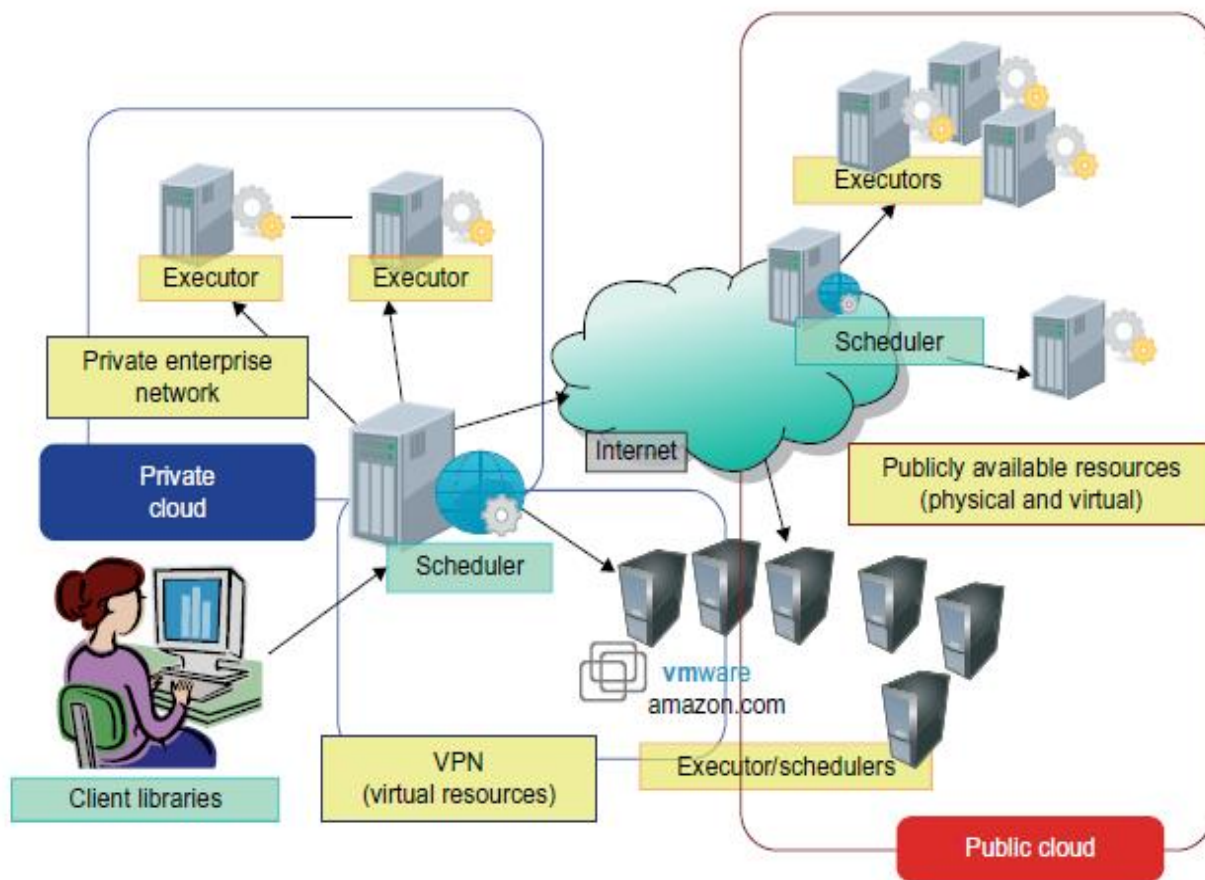 Executors
Executor
Executor
Scheduler
Private enterprise
network
Internet
Publicly available resources
(physical and virtual)
Private
cloud
Scheduler
vmware
amazon.com
VPN
(virtual resources)
Executor/schedulers
Client libraries
Public cloud